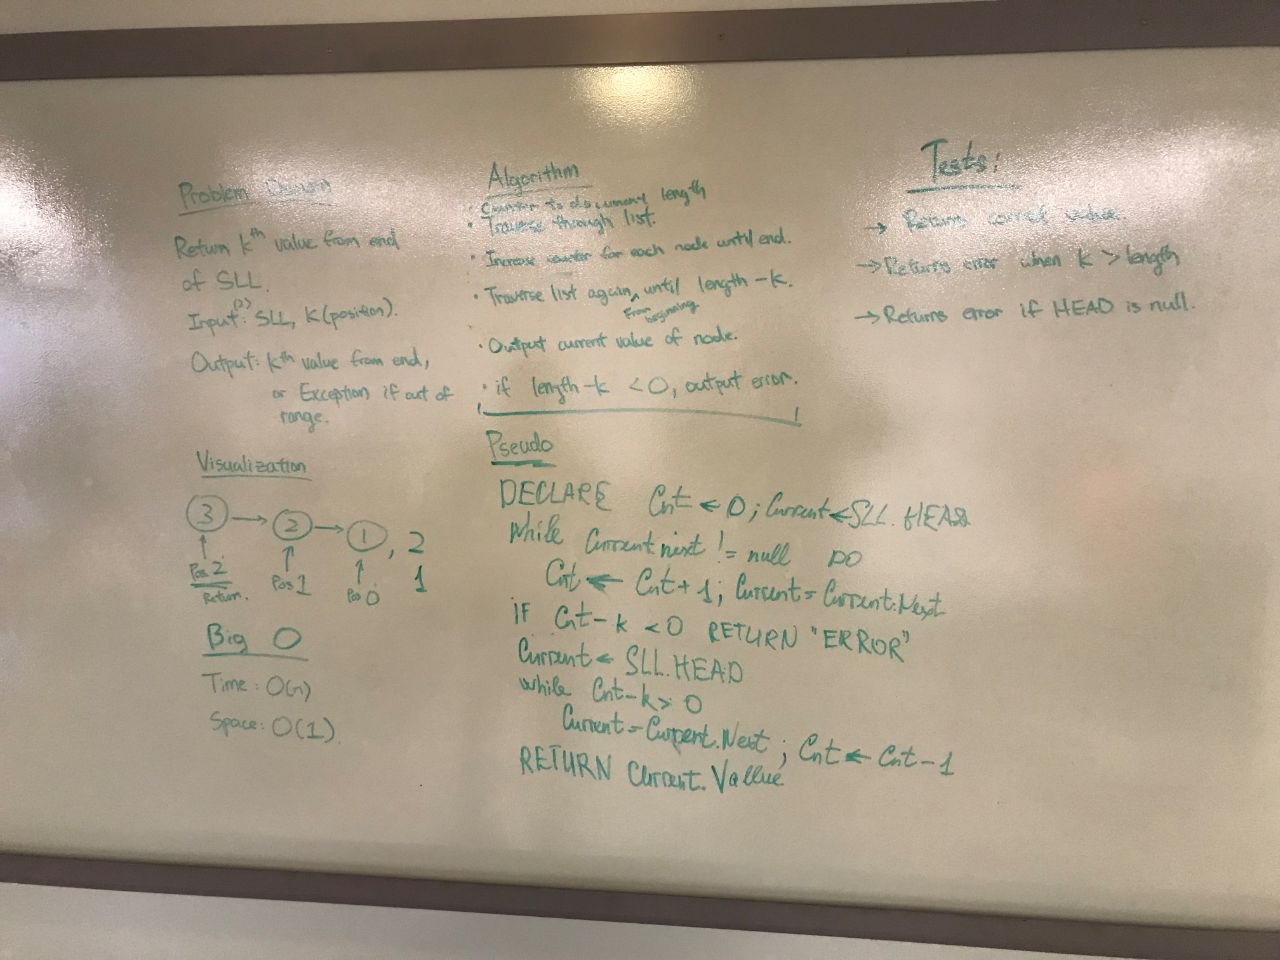 Problem Domain
Return kth value from end
of SLL.
Input: (2) SLL, K(position).
Output: kth value from end,
or Exception if out of
range.
Visualization
3 → 2 → 1 , 2
1
Pos 2
Return.
Pos 1
Pos 0
Big O
Time: O(n)
Space: O(1).
Algorithm
· Counter to document length
· Traverse through list.
· Increase counter for each node until end.
· Traverse list again, until length - k.
From
beginning
· Output current value of node.
· if length - k < 0, output error.
Pseudo
DECLARE Cnt ← 0 ; Current ← SLL. HEAD
While Current.next != null DO
Cnt ← Cnt + 1; Current = Current.Next
IF Cnt - k < 0 RETURN "ERROR"
Current ← SLL.HEAD
while Cnt - k > 0
Current = Current.Next ; Cnt ← Cnt - 1
RETURN Current.Vallue
Tests:
→ Returns correct value.
→ Returns error when k > length
→ Returns error if HEAD is null.